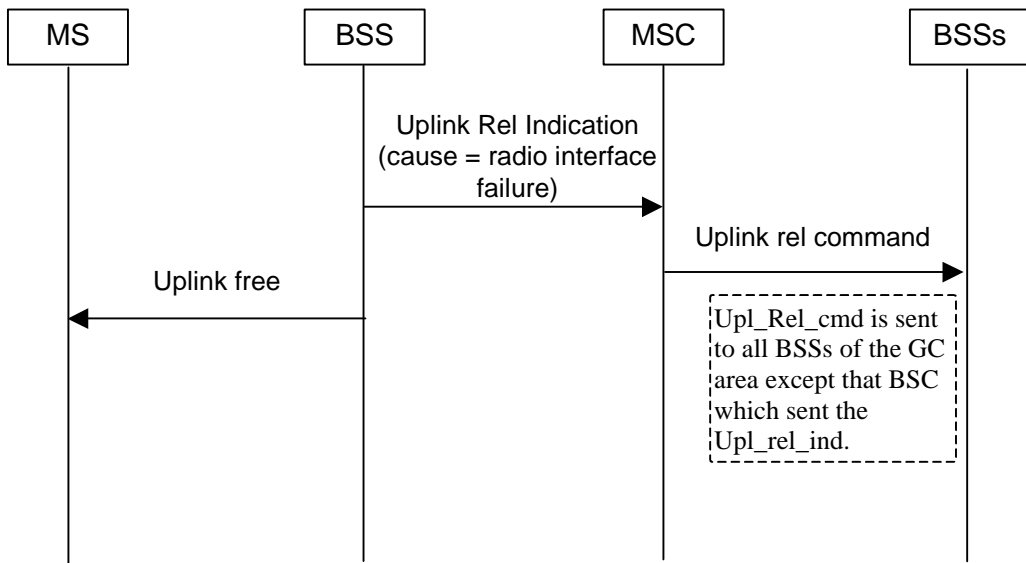 MS
BSS
MSC
BSSs
Uplink Rel Indication
(cause = radio interface
failure)
Uplink rel command
Uplink free
Upl_Rel_cmd is sent
to all BSSs of the GC
area except that BSC
which sent the
Upl_rel_ind.